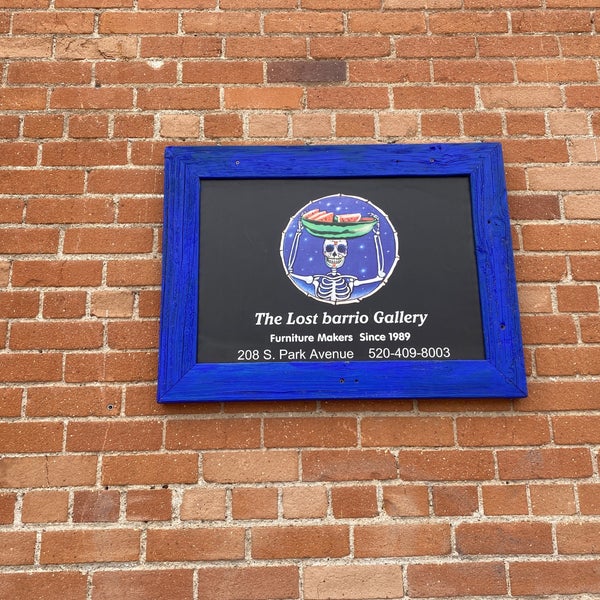 The Lost barrio Gallery
Furniture Makers Since 1989
208 S. Park Avenue 520-409-8003